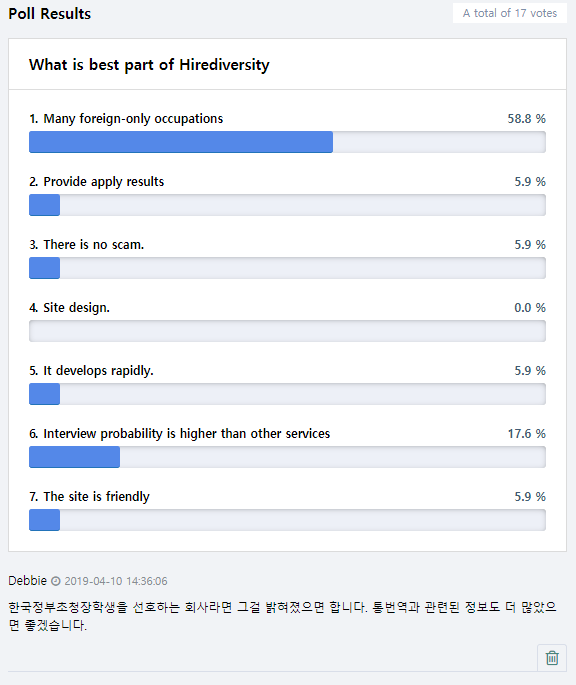 Poll Results
A total of 17 votes
What is best part of Hirediversity
1. Many foreign-only occupations
58.8 %
2. Provide apply results
5.9 %
3. There is no scam.
5.9 %
4. Site design.
0.0 %
5. It develops rapidly.
5.9 %
6. Interview probability is higher than other services
17.6 %
7. The site is friendly
5.9 %
Debbie 2019-04-10 14:36:06
한국정부초청장학생을 선호하는 회사라면 그걸 밝혀졌으면 합니다. 통번역과 관련된 정보도 더 많았으
면 좋겠습니다.